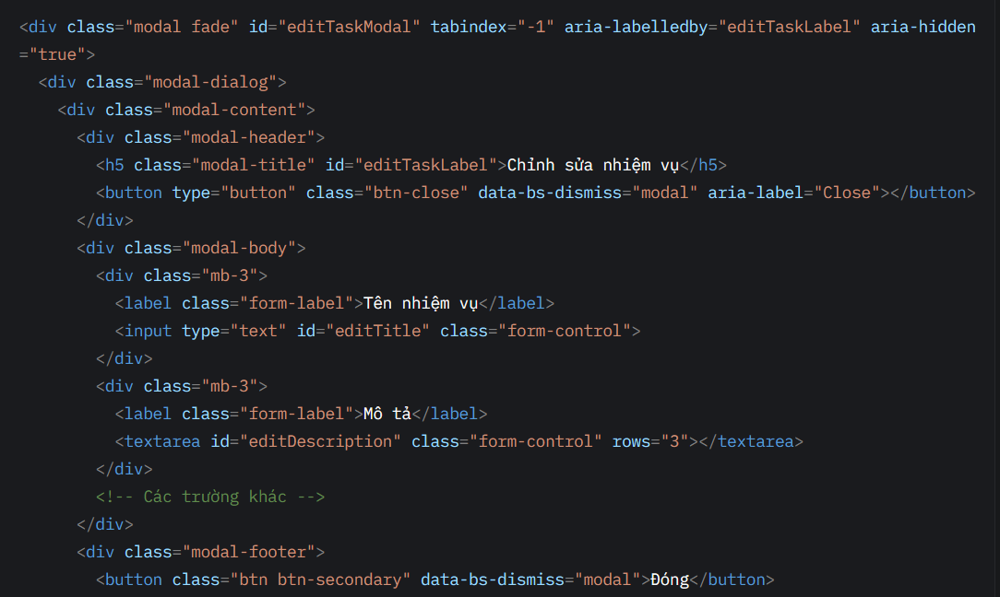 <div class="modal fade" id="editTaskModal" tabindex="-1" aria-labelledby="editTaskLabel" aria-hidden
="true">
  <div class="modal-dialog">
    <div class="modal-content">
      <div class="modal-header">
        <h5 class="modal-title" id="editTaskLabel">Chỉnh sửa nhiệm vụ</h5>
        <button type="button" class="btn-close" data-bs-dismiss="modal" aria-label="Close"></button>
      </div>
      <div class="modal-body">
        <div class="mb-3">
          <label class="form-label">Tên nhiệm vụ</label>
          <input type="text" id="editTitle" class="form-control">
        </div>
        <div class="mb-3">
          <label class="form-label">Mô tả</label>
          <textarea id="editDescription" class="form-control" rows="3"></textarea>
        </div>
        <!-- Các trường khác -->
      </div>
      <div class="modal-footer">
        <button class="btn btn-secondary" data-bs-dismiss="modal">Đóng</button>